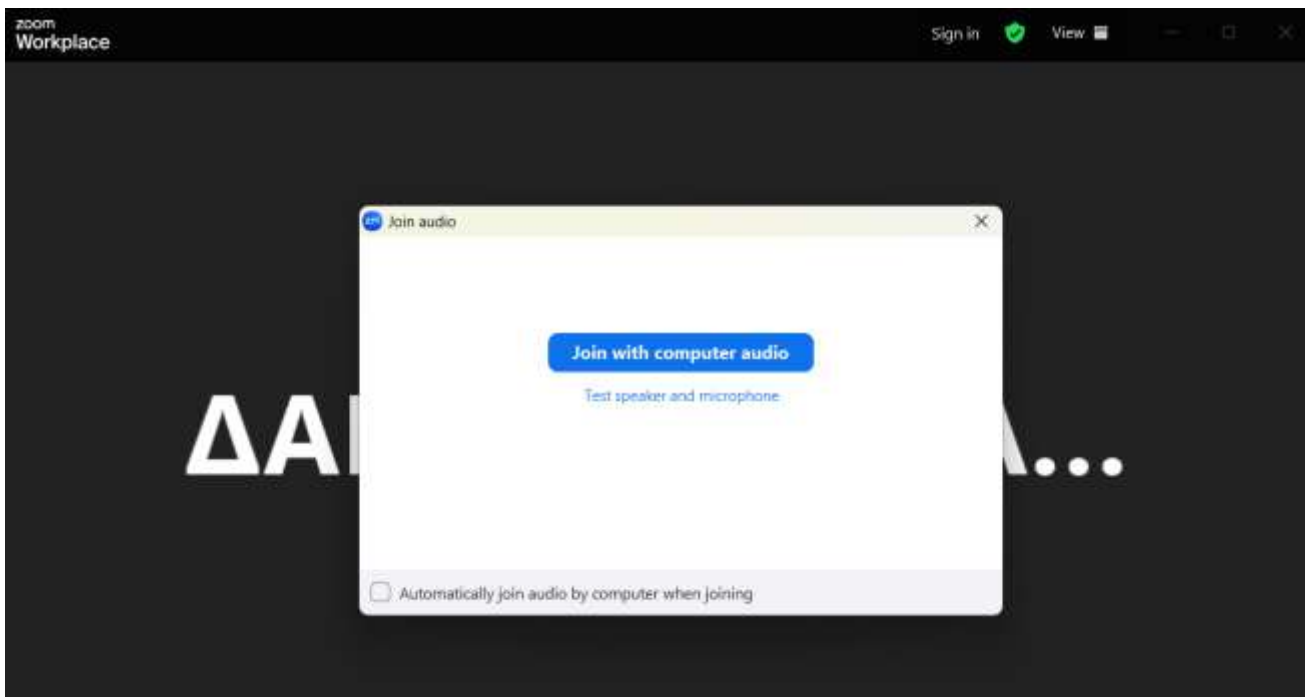 zoom
Workplace
Sign in
View
Join audio
Join with computer audio
Test speaker and microphone
Automatically join audio by computer when joining